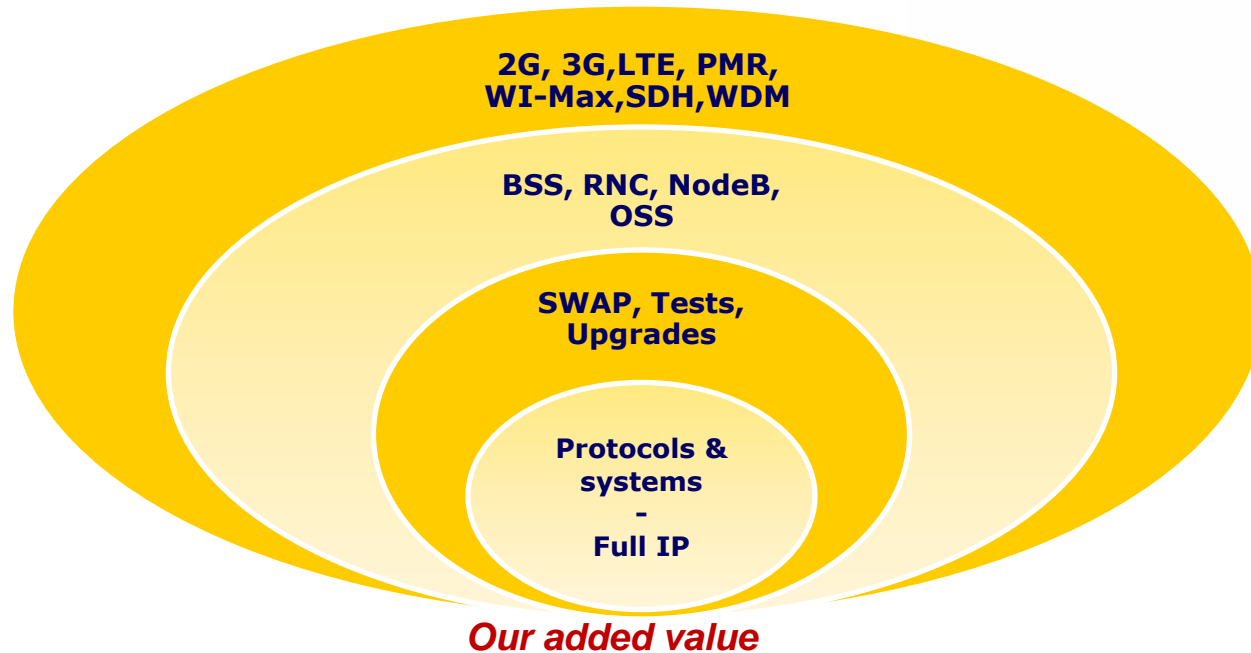 2G, 3G,LTE, PMR,
WI-Max,SDH,WDM
BSS, RNC, NodeB,
OSS
SWAP, Tests,
Upgrades
Protocols &
systems
-
Full IP
Our added value